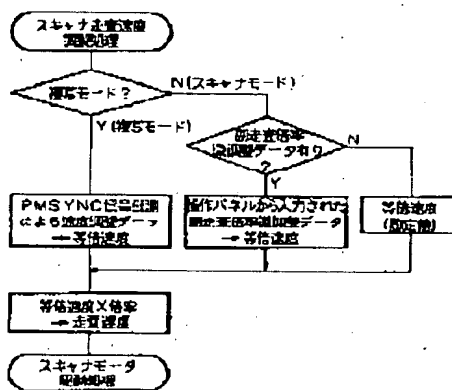 スキャナ走査速度
調整処理
複写モード？
N(スキャナモード)
Y(複写モード)
副走査倍率
微調整データ有り
？
N
Y
PMSYNC信号周期
による速度調整データ
→等倍速度
操作パネルから入力された
副走査倍率微調整データ
→等倍速度
等倍速度
(固定値)
等倍速度X倍率
→走査速度
スキャナモータ
駆動処理